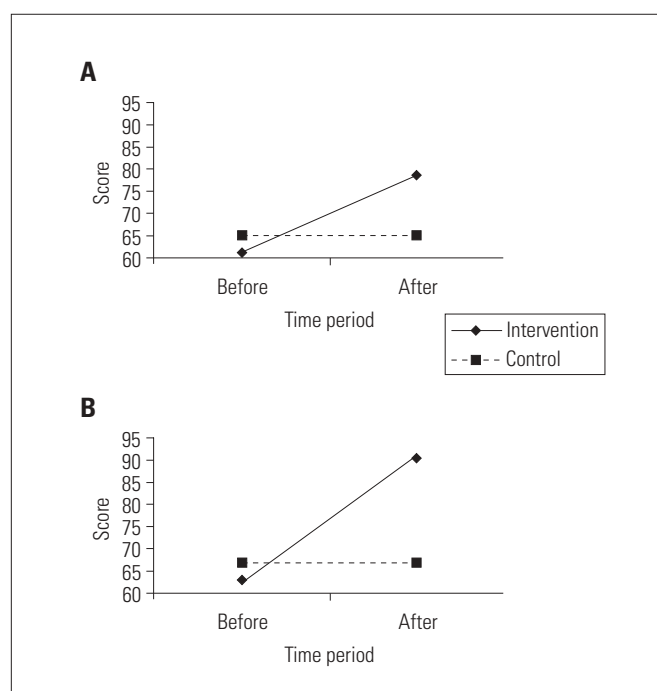 A
95
90
85
80
75
70
65
60
Score
Before After
Time period
Intervention
Control
B
95
90
85
80
75
70
65
60
Score
Before After
Time period